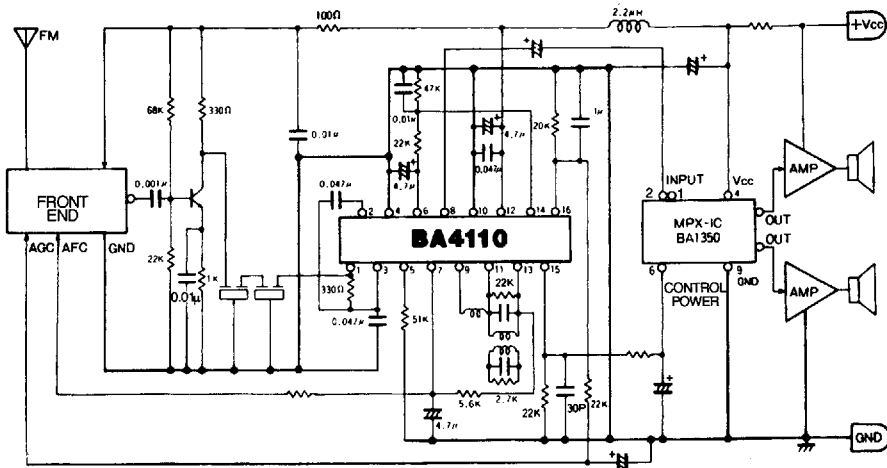 FM
100Ω
2.2μH
+Vcc
68K
330Ω
0.01μ
0.01μ
47K
22K
4.7μ
4.7μ
0.047μ
20K
1μ
0.001μ
0.047μ
FRONT
END
AGC
AFC
GND
22K
0.01μ
1K
2
4
6
8
10
12
14
16
BA4110
1
3
5
7
9
11
13
15
330Ω
0.047μ
51K
22K
2.7K
5.6K
4.7μ
22K
30P
22K
INPUT
2
1
4
Vcc
MPX-IC
BA1350
OUT
OUT
6
9
GND
CONTROL
POWER
AMP
AMP
GND